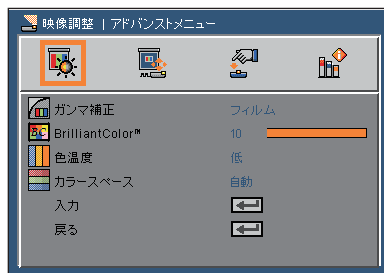 映像調整 | アドバンストメニュー
ガンマ補正 フィルム
BC BrilliantColor™ 10
色温度 低
カラースペース 自動
入力
戻る